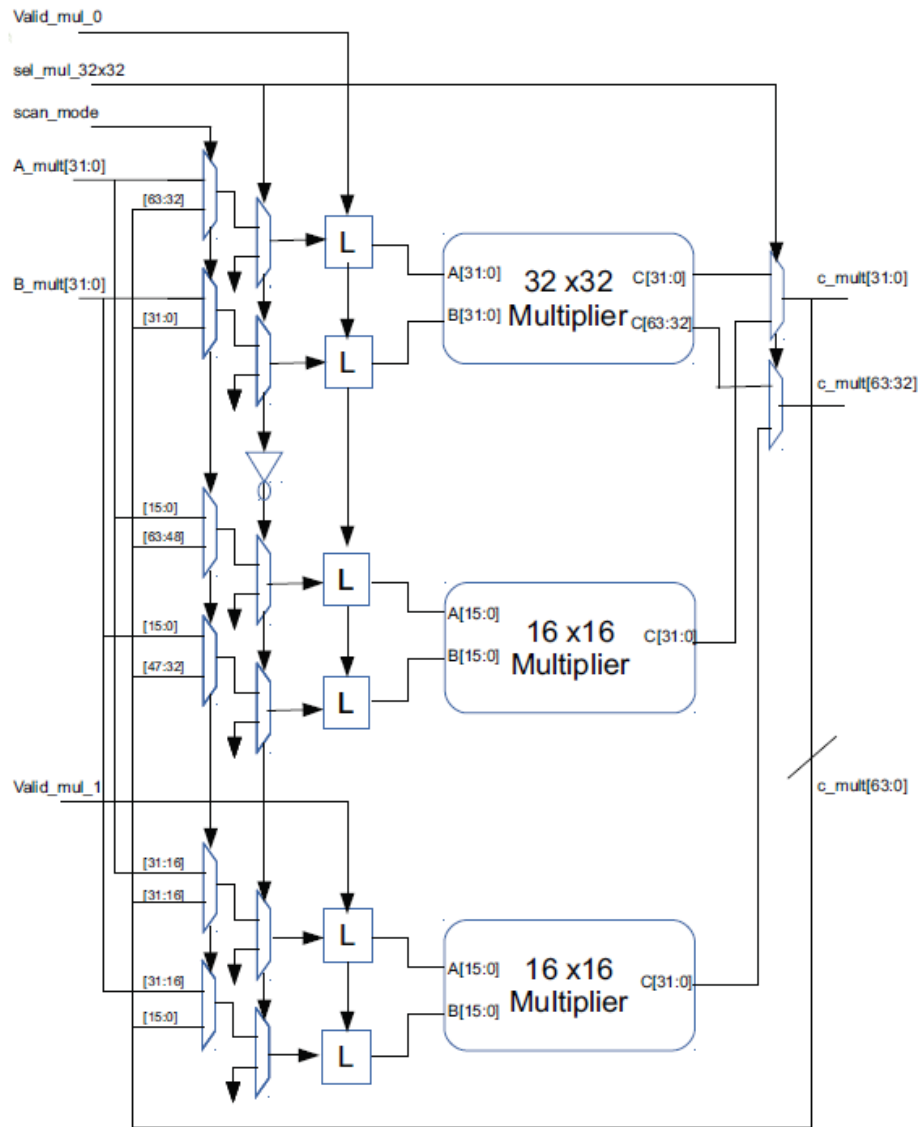 Valid_mul_0
sel_mul_32x32
scan_mode
A_mult[31:0]
[63:32]
B_mult[31:0]
[31:0]
L
L
A[31:0]
B[31:0]
32 x32
Multiplier
C[31:0]
C[63:32]
c_mult[31:0]
c_mult[63:32]
[15:0]
[63:48]
[15:0]
[47:32]
L
L
A[15:0]
B[15:0]
16 x16
Multiplier
C[31:0]
Valid_mul_1
c_mult[63:0]
[31:16]
[31:16]
[31:16]
[15:0]
L
L
A[15:0]
B[15:0]
16 x16
Multiplier
C[31:0]